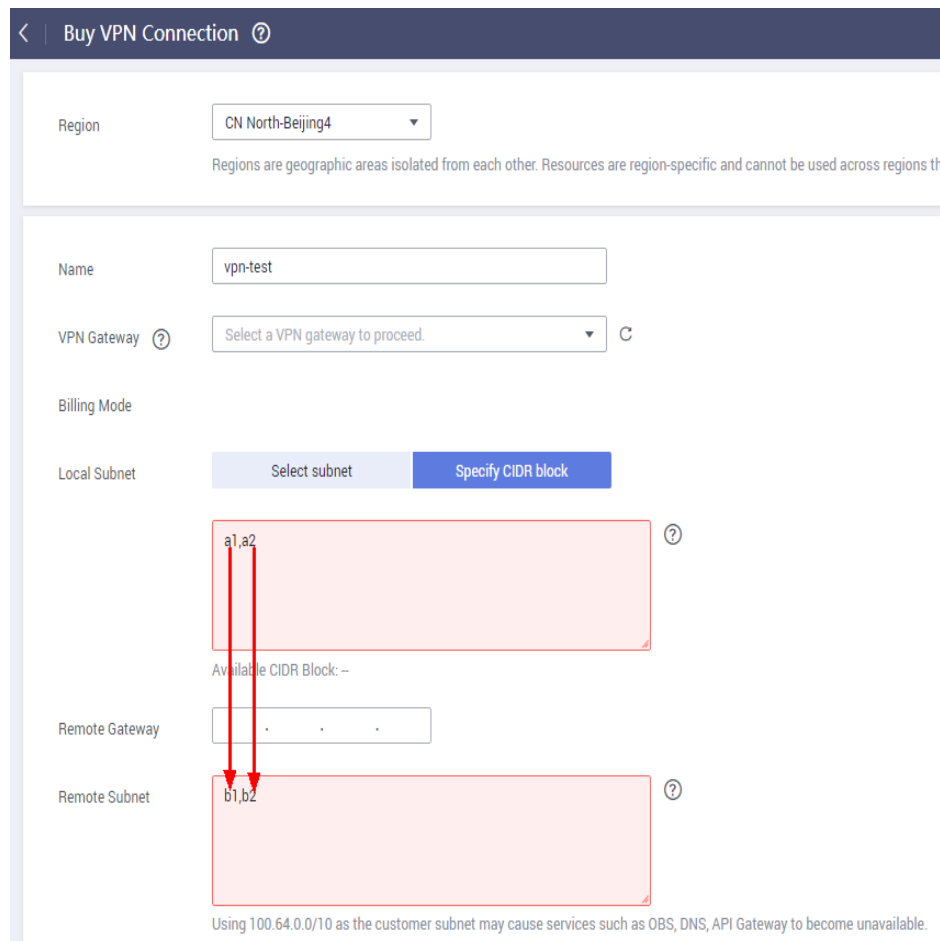 Buy VPN Connection ?
Region
CN North-Beijing4
Regions are geographic areas isolated from each other. Resources are region-specific and cannot be used across regions th
Name
vpn-test
VPN Gateway ?
Select a VPN gateway to proceed.
Billing Mode
Local Subnet
Select subnet
Specify CIDR block
a1,a2
?
Available CIDR Block: --
Remote Gateway
. . .
Remote Subnet
b1,b2
?
Using 100.64.0.0/10 as the customer subnet may cause services such as OBS, DNS, API Gateway to become unavailable.